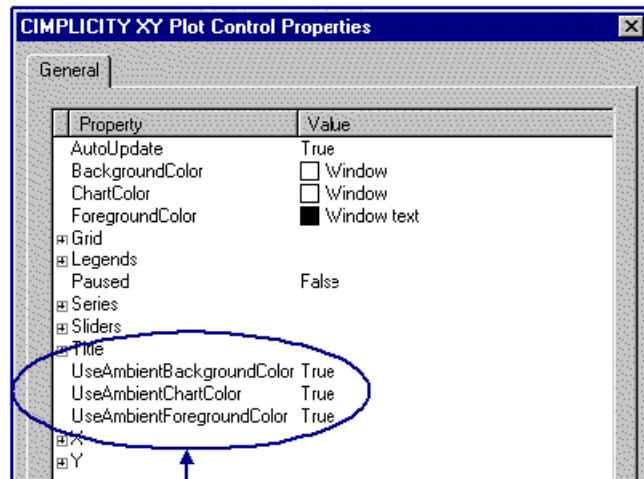 CIMPLICITY XY Plot Control Properties
General
Property Value
AutoUpdate True
BackgroundColor Window
ChartColor Window
ForegroundColor Window text
Grid
Legends
Paused False
Series
Sliders
Title
UseAmbientBackgroundColor True
UseAmbientChartColor True
UseAmbientForegroundColor True
X
Y